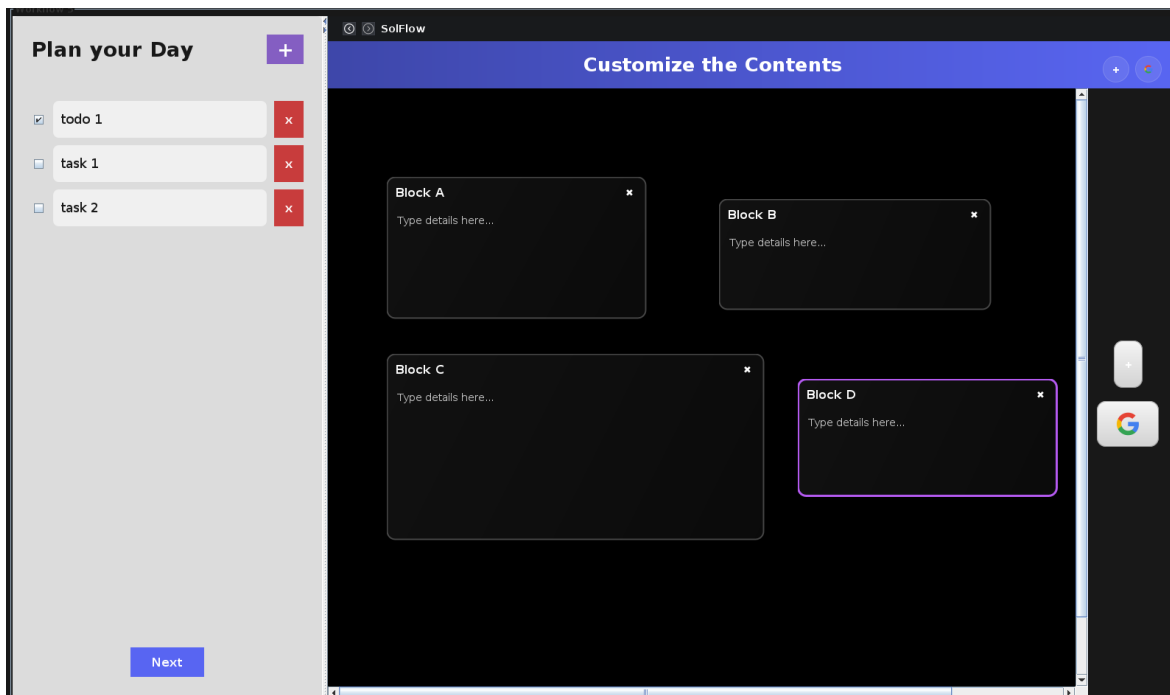 Plan your Day
+
todo 1
x
task 1
x
task 2
x
Next
SolFlow
Customize the Contents
+
Block A
Type details here...
Block B
Type details here...
Block C
Type details here...
Block D
Type details here...
+
G